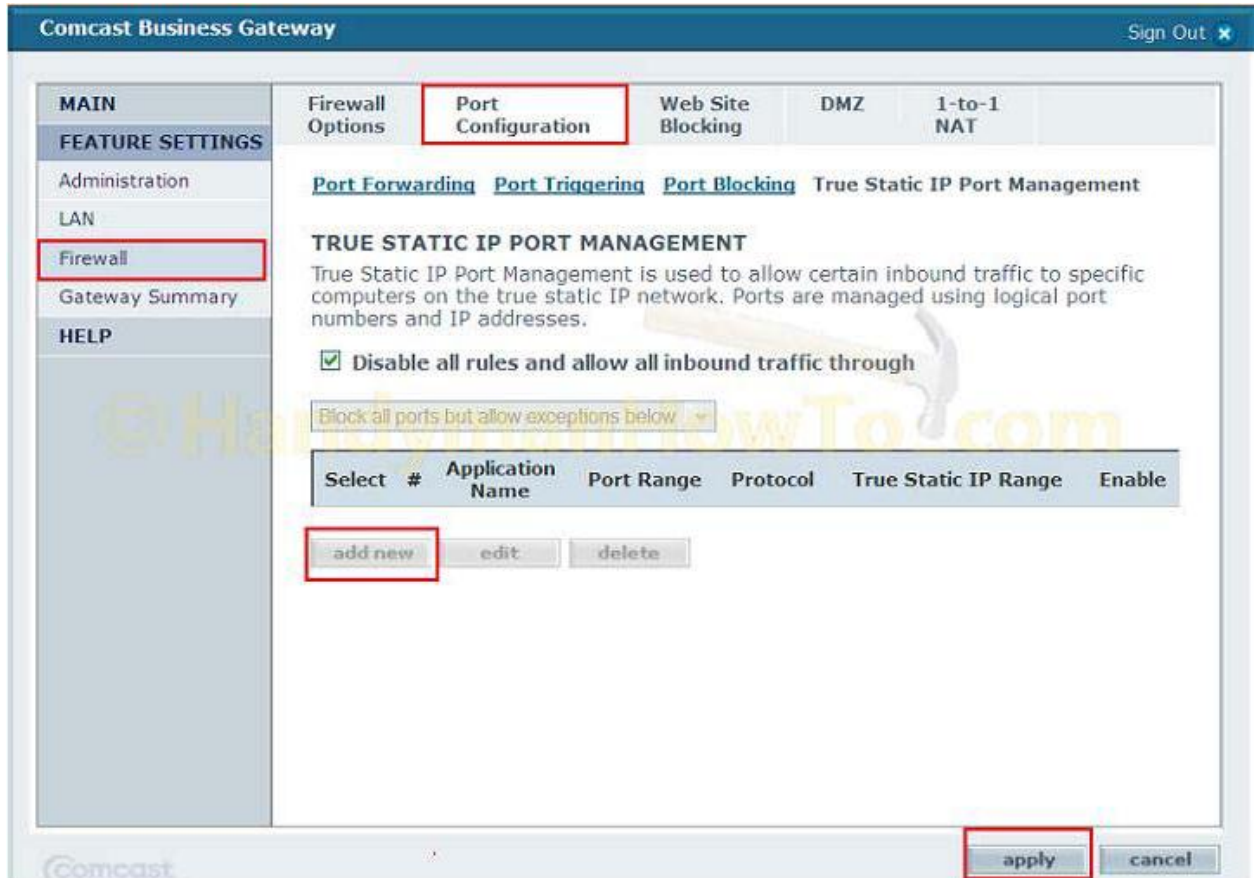 Comcast Business Gateway
Sign Out
MAIN
FEATURE SETTINGS
Administration
LAN
Firewall
Gateway Summary
HELP
Firewall Options
Port Configuration
Web Site Blocking
DMZ
1-to-1 NAT
Port Forwarding Port Triggering Port Blocking True Static IP Port Management
TRUE STATIC IP PORT MANAGEMENT
True Static IP Port Management is used to allow certain inbound traffic to specific
computers on the true static IP network. Ports are managed using logical port
numbers and IP addresses.
Disable all rules and allow all inbound traffic through
Block all ports but allow exceptions below
©HandymanHowTo.com
Select # Application Name Port Range Protocol True Static IP Range Enable
add new edit delete
Comcast
apply cancel